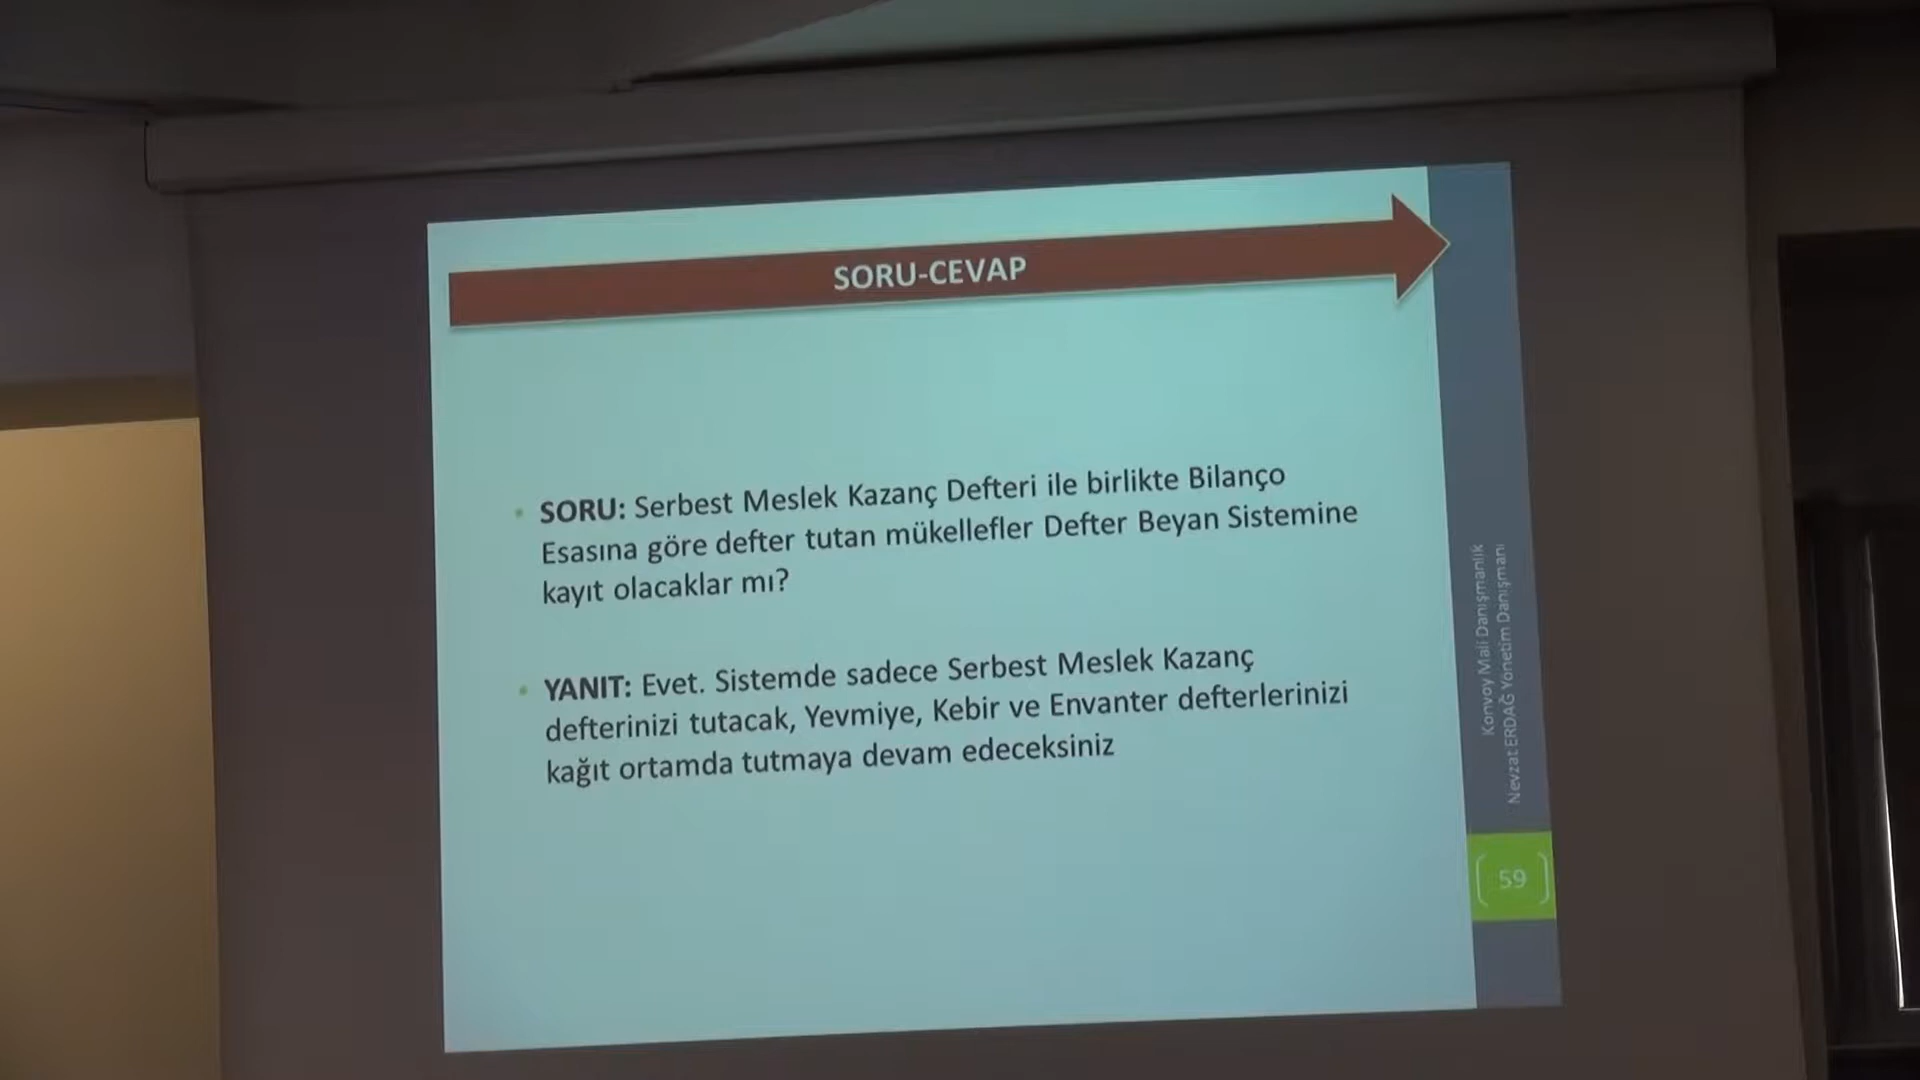 SORU-CEVAP
SORU: Serbest Meslek Kazanç Defteri ile birlikte Bilanço
Esasına göre defter tutan mükellefler Defter Beyan Sistemine
kayıt olacaklar mı?
YANIT: Evet. Sistemde sadece Serbest Meslek Kazanç
defterinizi tutacak, Yevmiye, Kebir ve Envanter defterlerinizi
kağıt ortamda tutmaya devam edeceksiniz
Konvoy Mali Danışmanlık
Nevzat ERDAĞ Yönetim Danışmanı
59